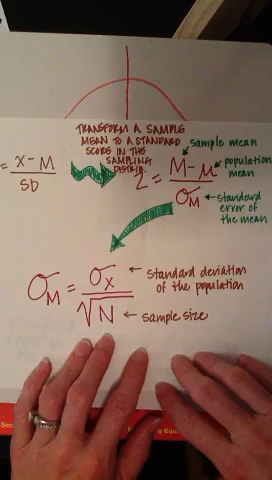 TRANSFORM A SAMPLE
MEAN TO A STANDARD
SCORE IN THE
SAMPLING
DISTRIB.
= X - M
SD
Z = M - μ
σM
sample mean
population
mean
standard
error of
the mean
σM = σX
√N
standard deviation
of the population
sample size